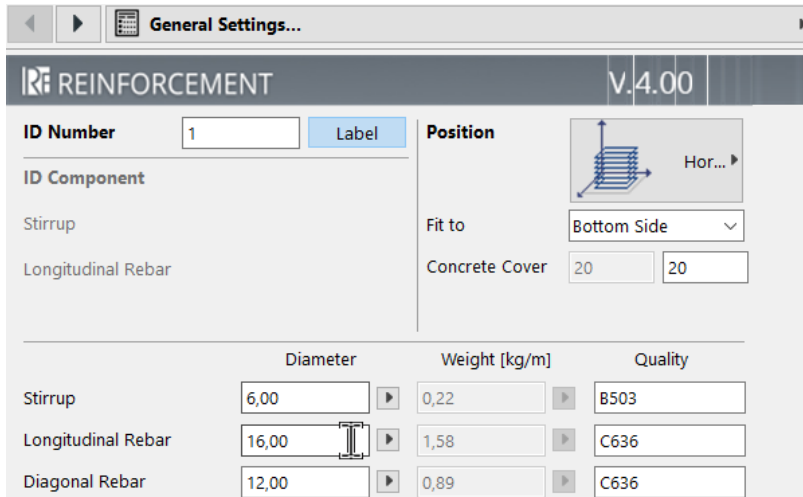 General Settings...
REINFORCEMENT V.4.00
ID Number 1 Label Position
Hor...
ID Component
Stirrup Fit to Bottom Side
Longitudinal Rebar Concrete Cover 20 20
Diameter Weight [kg/m] Quality
Stirrup 6,00 0,22 B503
Longitudinal Rebar 16,00 1,58 C636
Diagonal Rebar 12,00 0,89 C636